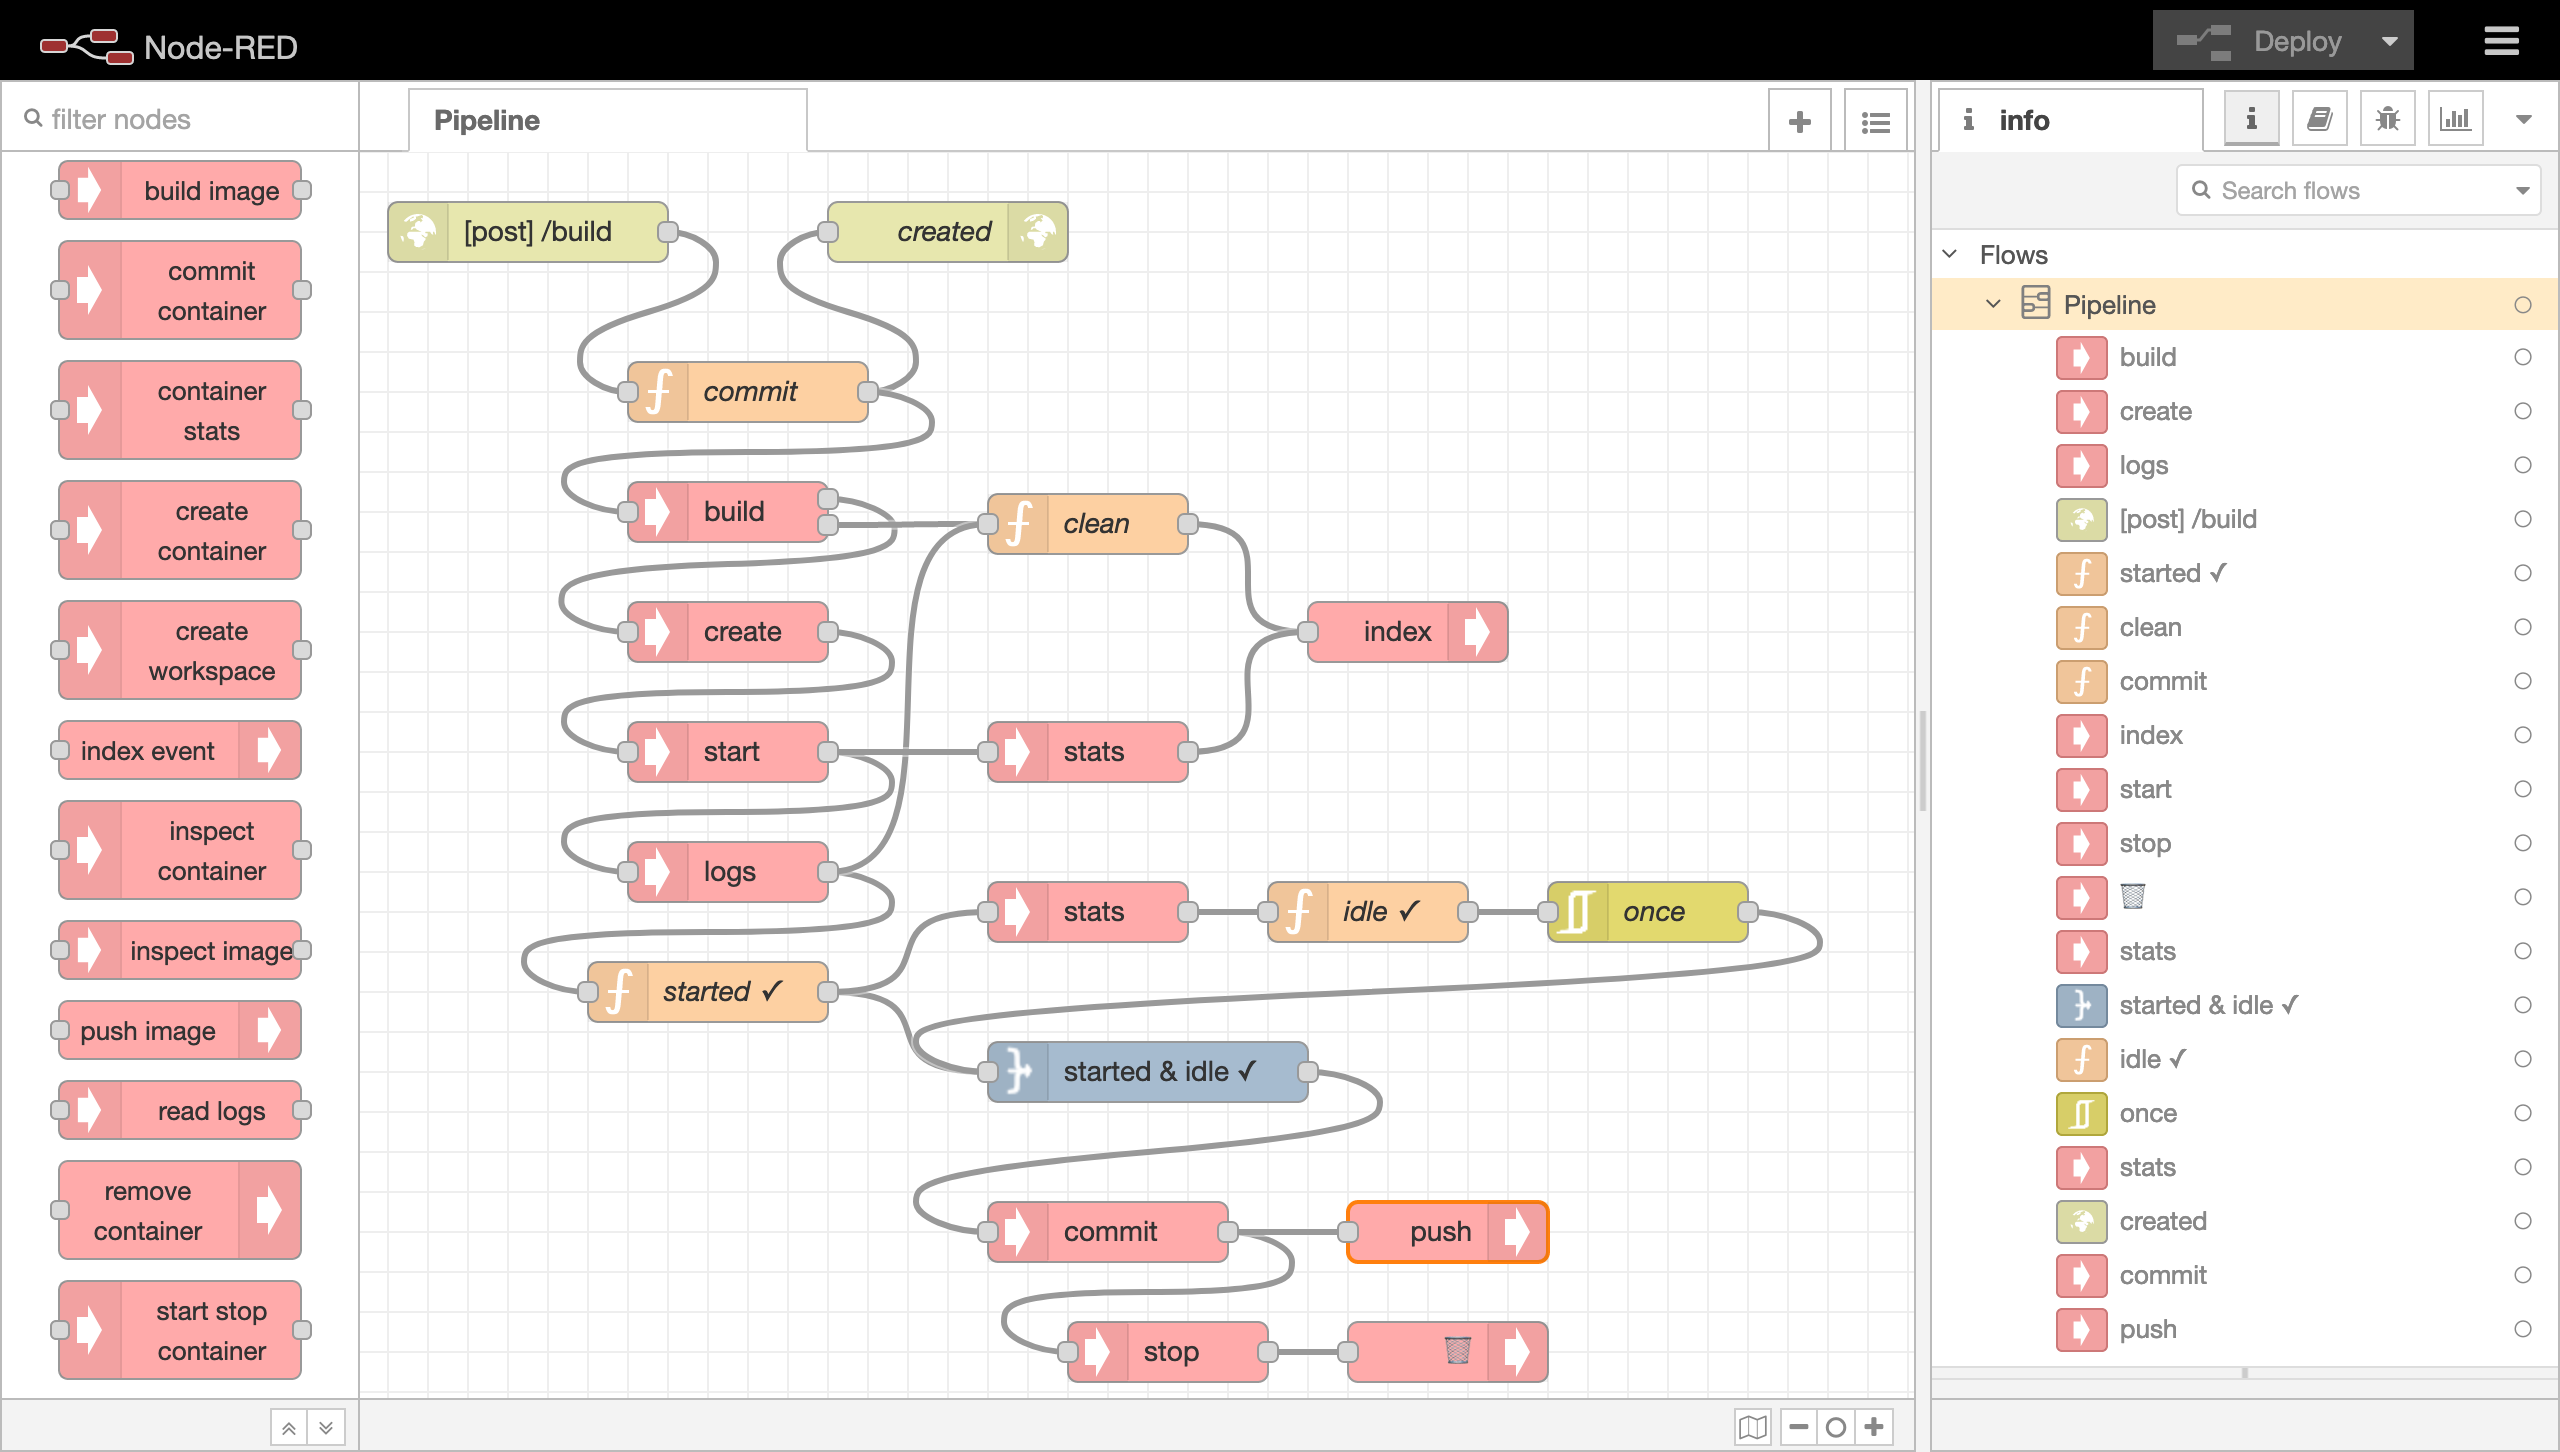 Node-RED
Deploy
filter nodes
build image
commit
container
container
stats
create
container
create
workspace
index event
inspect
container
inspect image
push image
read logs
remove
container
start stop
container
Pipeline
[post] /build
created
commit
build
clean
create
index
start
stats
logs
stats
idle ✓
once
started ✓
started & idle ✓
commit
push
stop
info
Search flows
Flows
Pipeline
build
create
logs
[post] /build
started ✓
clean
commit
index
start
stop
stats
started & idle ✓
idle ✓
once
stats
created
commit
push